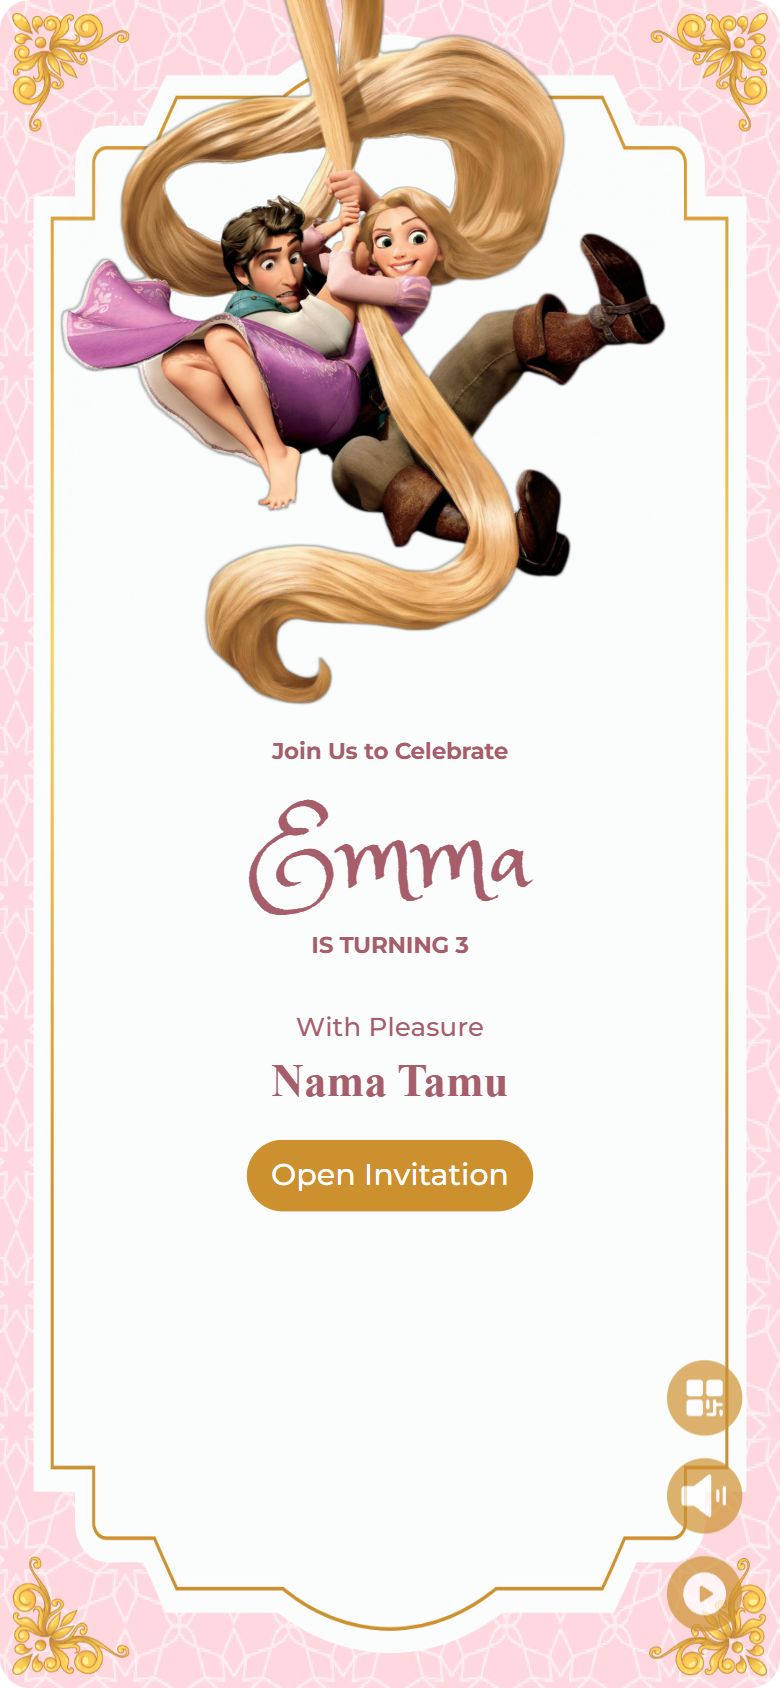 Join Us to Celebrate
Emma
IS TURNING 3
With Pleasure
Nama Tamu
Open Invitation